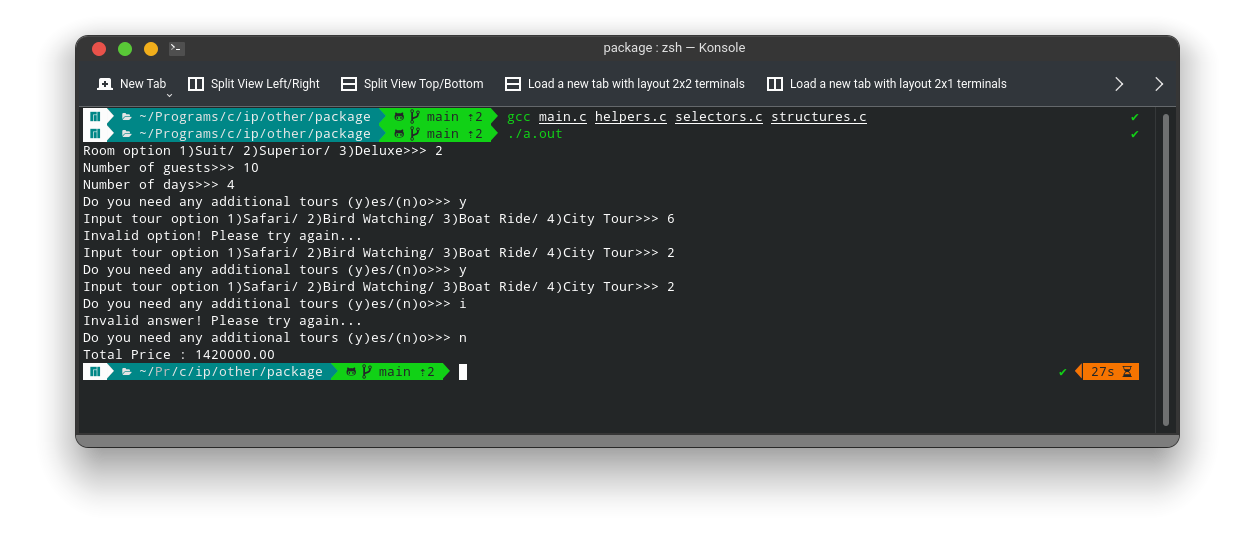 package : zsh — Konsole
New Tab Split View Left/Right Split View Top/Bottom Load a new tab with layout 2x2 terminals Load a new tab with layout 2x1 terminals
~/Programs/c/ip/other/package main ⇡2 gcc main.c helpers.c selectors.c structures.c ✔
~/Programs/c/ip/other/package main ⇡2 ./a.out ✔
Room option 1)Suit/ 2)Superior/ 3)Deluxe>>> 2
Number of guests>>> 10
Number of days>>> 4
Do you need any additional tours (y)es/(n)o>>> y
Input tour option 1)Safari/ 2)Bird Watching/ 3)Boat Ride/ 4)City Tour>>> 6
Invalid option! Please try again...
Input tour option 1)Safari/ 2)Bird Watching/ 3)Boat Ride/ 4)City Tour>>> 2
Do you need any additional tours (y)es/(n)o>>> y
Input tour option 1)Safari/ 2)Bird Watching/ 3)Boat Ride/ 4)City Tour>>> 2
Do you need any additional tours (y)es/(n)o>>> i
Invalid answer! Please try again...
Do you need any additional tours (y)es/(n)o>>> n
Total Price : 1420000.00
~/Pr/c/ip/other/package main ⇡2 ✔ 27s